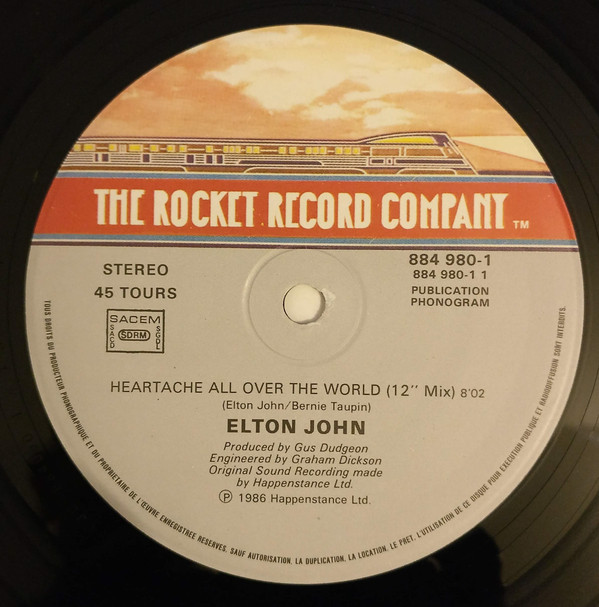 THE ROCKET RECORD COMPANY TM
STEREO
45 TOURS
884 980-1
884 980-1 1
PUBLICATION
PHONOGRAM
SACEM
SACD
SDRM
SGDL
HEARTACHE ALL OVER THE WORLD (12'' Mix) 8'02
(Elton John/Bernie Taupin)
ELTON JOHN
Produced by Gus Dudgeon
Engineered by Graham Dickson
Original Sound Recording made
by Happenstance Ltd.
Ⓟ 1986 Happenstance Ltd.
TOUS DROITS DU PRODUCTEUR PHONOGRAPHIQUE ET DU PROPRIETAIRE DE L'ŒUVRE ENREGISTREE RESERVES. SAUF AUTORISATION, LA DUPLICATION, LA LOCATION, LE PRET, L'UTILISATION DE CE DISQUE POUR EXECUTION PUBLIQUE ET RADIODIFFUSION SONT INTERDITS.